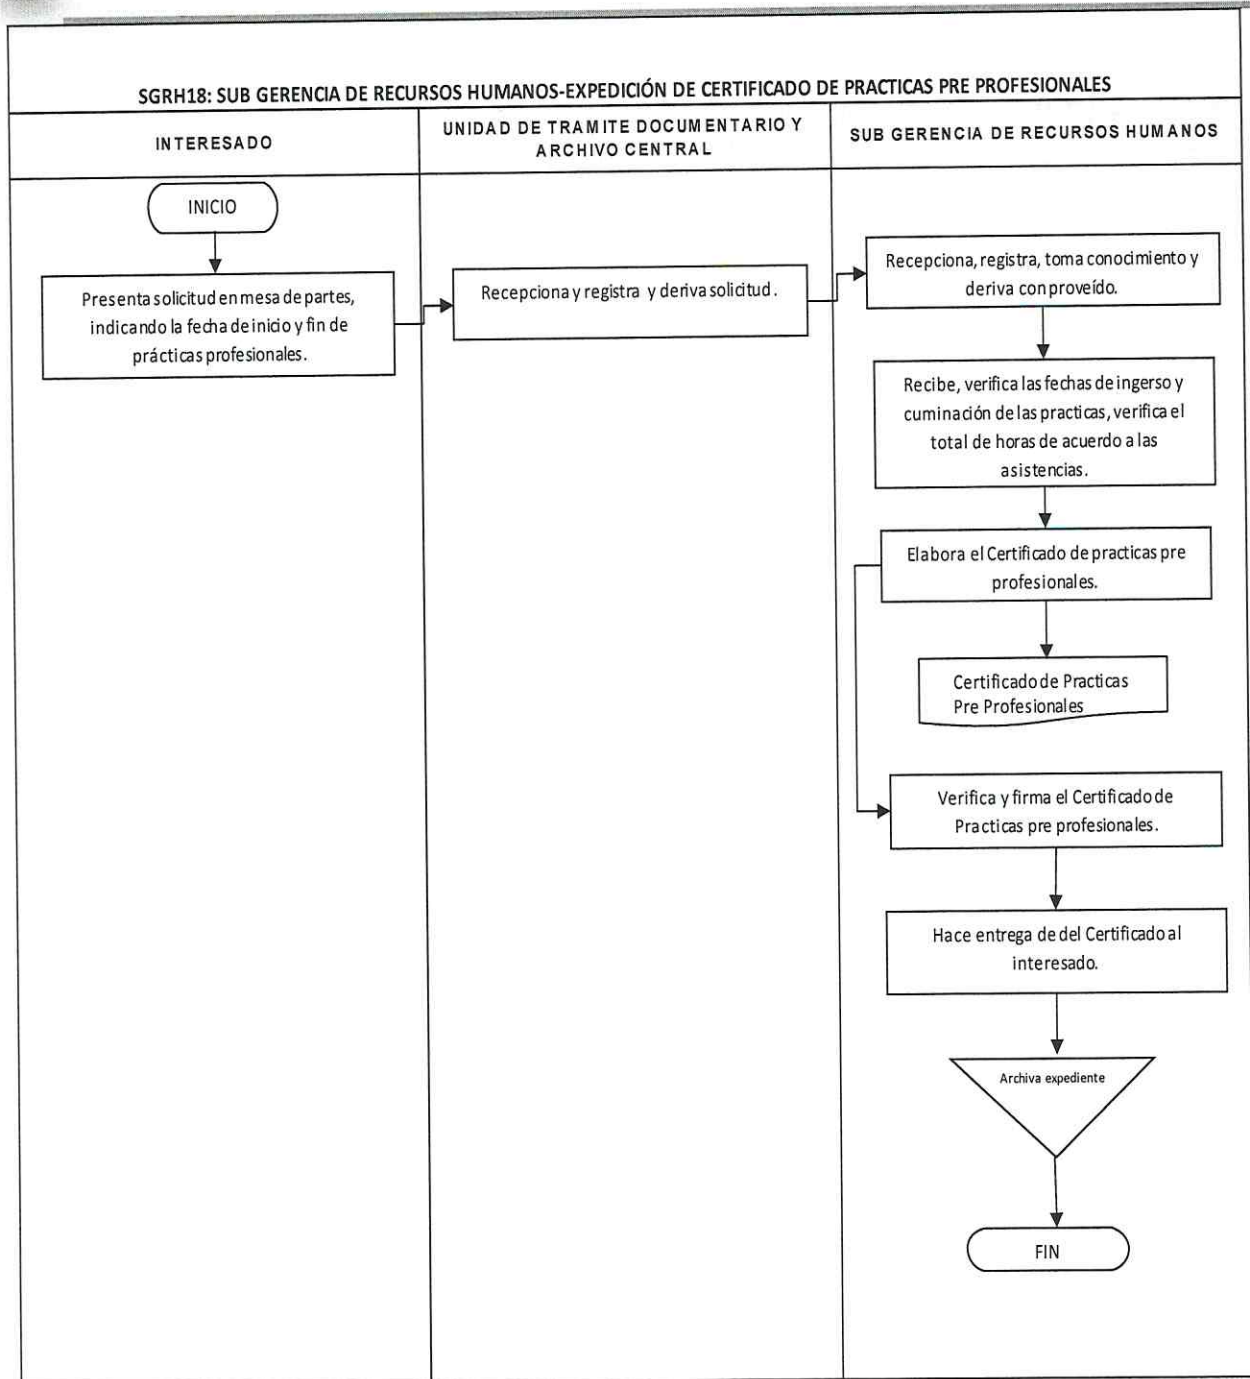 SGRH18: SUB GERENCIA DE RECURSOS HUMANOS-EXPEDICIÓN DE CERTIFICADO DE PRACTICAS PRE PROFESIONALES
INTERESADO
UNIDAD DE TRAMITE DOCUMENTARIO Y
ARCHIVO CENTRAL
SUB GERENCIA DE RECURSOS HUMANOS
INICIO
Presenta solicitud en mesa de partes,
indicando la fecha de inicio y fin de
prácticas profesionales.
Recepciona y registra y deriva solicitud.
Recepciona, registra, toma conocimiento y
deriva con proveído.
Recibe, verifica las fechas de ingerso y
cuminación de las practicas, verifica el
total de horas de acuerdo a las
asistencias.
Elabora el Certificado de practicas pre
profesionales.
Certificado de Practicas
Pre Profesionales
Verifica y firma el Certificado de
Practicas pre profesionales.
Hace entrega de del Certificado al
interesado.
Archiva expediente
FIN